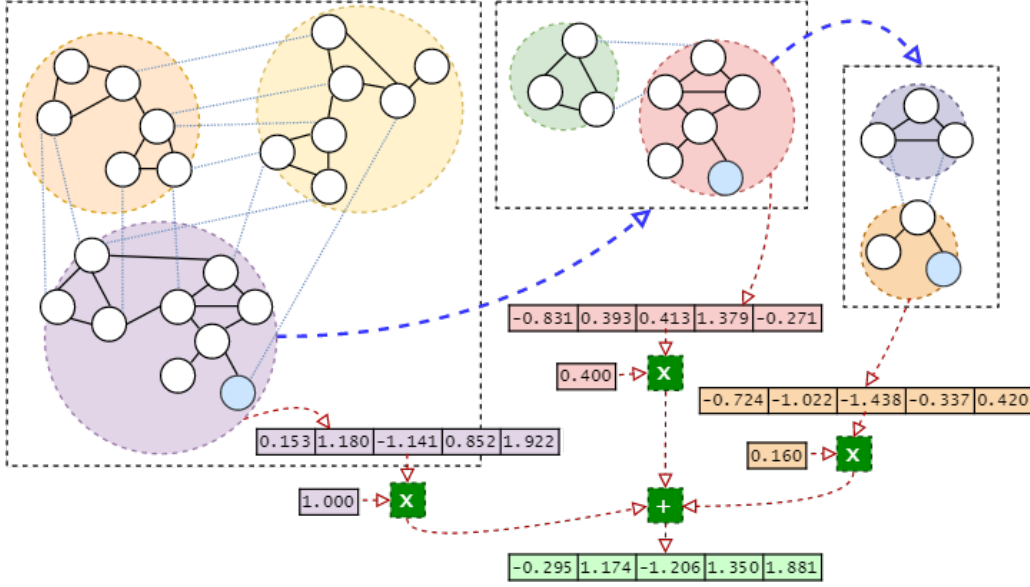 -0.831 0.393 0.413 1.379 -0.271
0.400 x
-0.724 -1.022 -1.438 -0.337 0.420
0.153 1.180 -1.141 0.852 1.922
0.160 x
1.000 x +
-0.295 1.174 -1.206 1.350 1.881